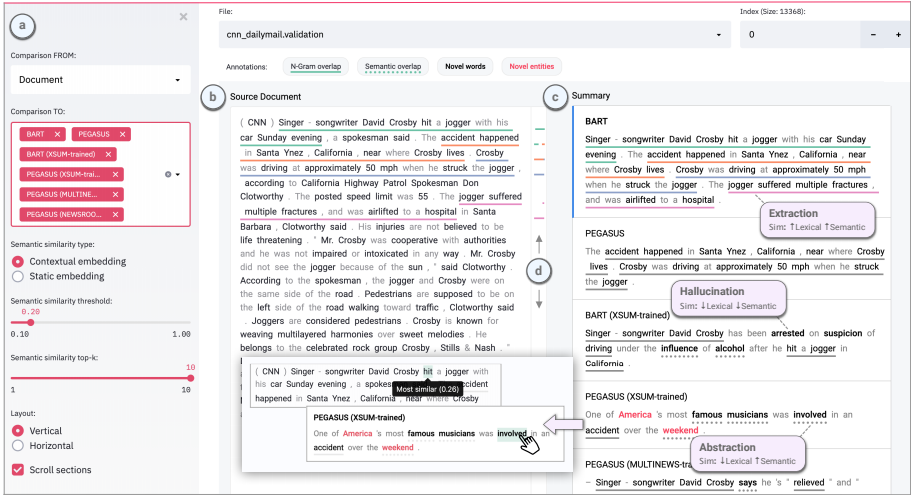 a
×
Comparison FROM:
Document
Comparison TO:
BART ×
PEGASUS ×
BART (XSUM-trained) ×
PEGASUS (XSUM-trai... ×
PEGASUS (MULTINE... ×
PEGASUS (NEWSROO... ×
Semantic similarity type:
Contextual embedding
Static embedding
Semantic similarity threshold:
0.20
0.10 1.00
Semantic similarity top-k:
10
1 10
Layout:
Vertical
Horizontal
Scroll sections
File:
cnn_dailymail.validation
Index (Size: 13368):
0 - +
Annotations: N-Gram overlap Semantic overlap Novel words Novel entities
b Source Document
( CNN ) Singer - songwriter David Crosby hit a jogger with his
car Sunday evening , a spokesman said . The accident happened
in Santa Ynez , California , near where Crosby lives . Crosby
was driving at approximately 50 mph when he struck the jogger ,
according to California Highway Patrol Spokesman Don
Clotworthy . The posted speed limit was 55 . The jogger suffered
multiple fractures , and was airlifted to a hospital in Santa
Barbara , Clotworthy said . His injuries are not believed to be
life threatening . ' Mr. Crosby was cooperative with authorities
and he was not impaired or intoxicated in any way . Mr. Crosby
did not see the jogger because of the sun , ' said Clotworthy .
According to the spokesman , the jogger and Crosby were on
the same side of the road . Pedestrians are supposed to be on
the left side of the road walking toward traffic , Clotworthy said
. Joggers are considered pedestrians . Crosby is known for
weaving multilayered harmonies over sweet melodies . He
belongs to the celebrated rock group Crosby , Stills & Nash . "
( CNN ) Singer - songwriter David Crosby hit a jogger with
his car Sunday evening , a spokes accident
Most similar (0.26)
happened in Santa Ynez , California , near where Crosby
PEGASUS (XSUM-trained)
One of America 's most famous musicians was involved in an
accident over the weekend .
d
c Summary
BART
Singer - songwriter David Crosby hit a jogger with his car Sunday
evening . The accident happened in Santa Ynez , California , near
where Crosby lives . Crosby was driving at approximately 50 mph
when he struck the jogger . The jogger suffered multiple fractures ,
and was airlifted to a hospital .
Extraction
Sim: ↑Lexical ↑Semantic
PEGASUS
The accident happened in Santa Ynez , California , near where Crosby
lives . Crosby was driving at approximately 50 mph when he struck
the jogger .
Hallucination
Sim: ↓Lexical ↓Semantic
BART (XSUM-trained)
Singer - songwriter David Crosby has been arrested on suspicion of
driving under the influence of alcohol after he hit a jogger in
California .
PEGASUS (XSUM-trained)
One of America 's most famous musicians was involved in an
accident over the weekend .
Abstraction
Sim: ↓Lexical ↑Semantic
PEGASUS (MULTINEWS-tra
– Singer - songwriter David Crosby says he 's " relieved " and "